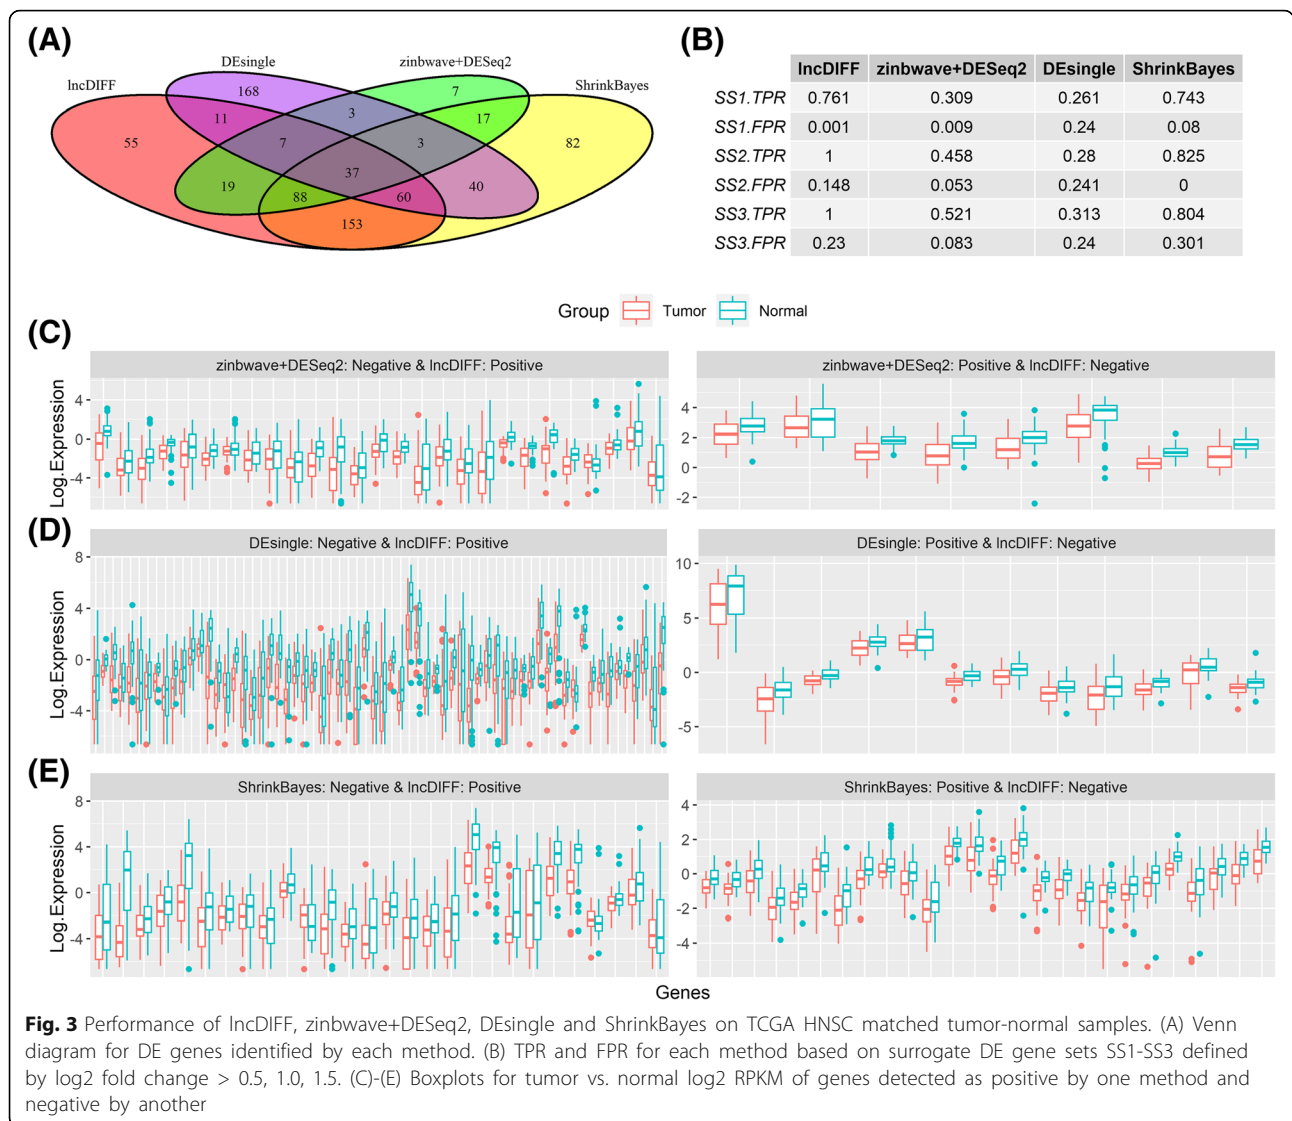 (A)
DEsingle
zinbwave+DESeq2
lncDIFF
ShrinkBayes
168
7
11
3
17
55
7
3
82
37
19
40
88
60
153
(B)
lncDIFF zinbwave+DESeq2 DEsingle ShrinkBayes
SS1.TPR 0.761 0.309 0.261 0.743
SS1.FPR 0.001 0.009 0.24 0.08
SS2.TPR 1 0.458 0.28 0.825
SS2.FPR 0.148 0.053 0.241 0
SS3.TPR 1 0.521 0.313 0.804
SS3.FPR 0.23 0.083 0.24 0.301
Group Tumor Normal
(C)
zinbwave+DESeq2: Negative & lncDIFF: Positive
Log.Expression
4
0
-4
zinbwave+DESeq2: Positive & lncDIFF: Negative
4
2
0
-2
(D)
DEsingle: Negative & lncDIFF: Positive
Log.Expression
8
4
0
-4
DEsingle: Positive & lncDIFF: Negative
10
5
0
-5
(E)
ShrinkBayes: Negative & lncDIFF: Positive
Log.Expression
8
4
0
-4
ShrinkBayes: Positive & lncDIFF: Negative
4
2
0
-2
-4
Genes
Fig. 3 Performance of lncDIFF, zinbwave+DESeq2, DEsingle and ShrinkBayes on TCGA HNSC matched tumor-normal samples. (A) Venn
diagram for DE genes identified by each method. (B) TPR and FPR for each method based on surrogate DE gene sets SS1-SS3 defined
by log2 fold change > 0.5, 1.0, 1.5. (C)-(E) Boxplots for tumor vs. normal log2 RPKM of genes detected as positive by one method and
negative by another